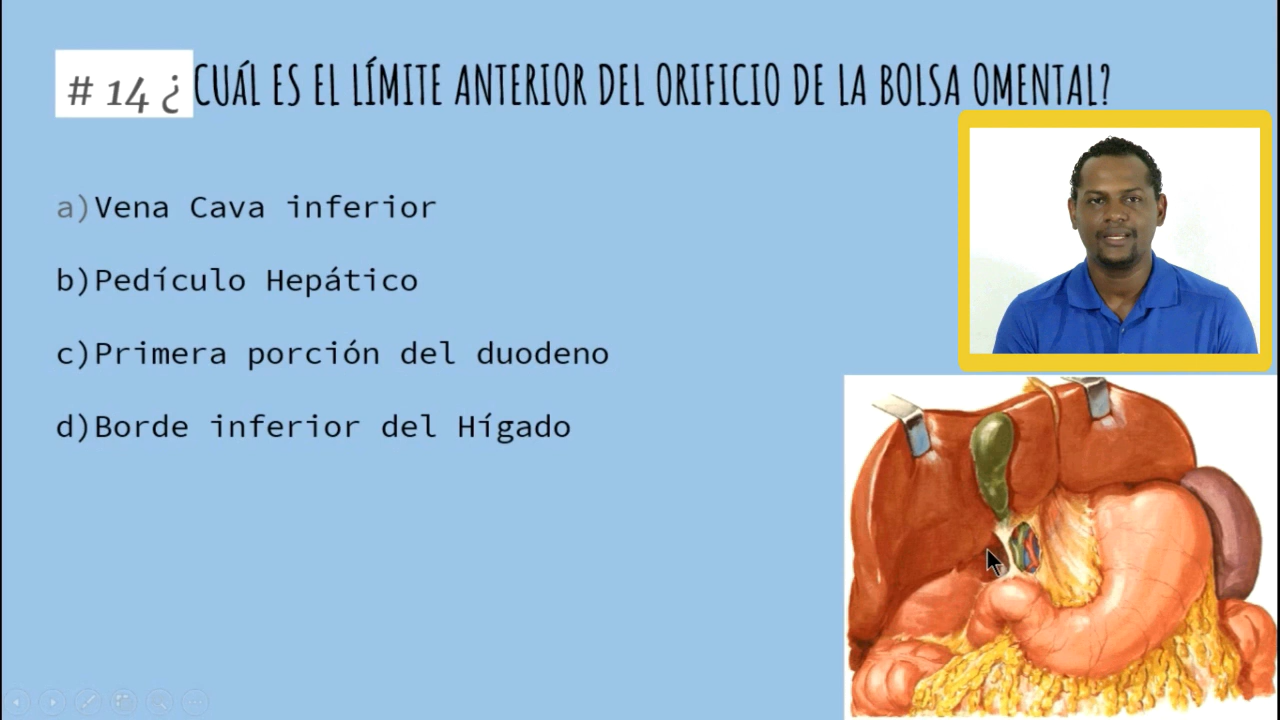 # 14 ¿CUÁL ES EL LÍMITE ANTERIOR DEL ORIFICIO DE LA BOLSA OMENTAL?
a)Vena Cava inferior
b)Pedículo Hepático
c)Primera porción del duodeno
d)Borde inferior del Hígado